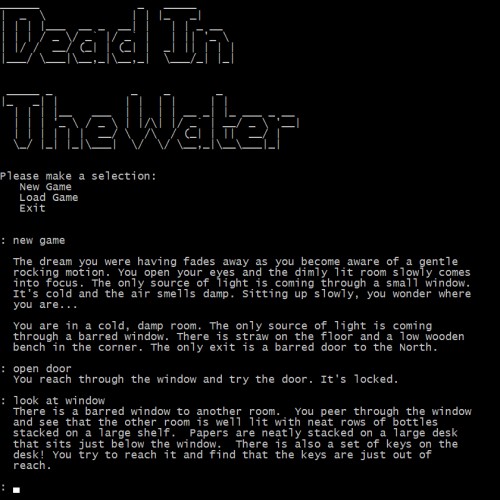 Dead In
The Water
Please make a selection:
New Game
Load Game
Exit
: new game
The dream you were having fades away as you become aware of a gentle
rocking motion. You open your eyes and the dimly lit room slowly comes
into focus. The only source of light is coming through a small window.
It's cold and the air smells damp. Sitting up slowly, you wonder where
you are...
You are in a cold, damp room. The only source of light is coming
through a barred window. There is straw on the floor and a low wooden
bench in the corner. The only exit is a barred door to the North.
: open door
You reach through the window and try the door. It's locked.
: look at window
There is a barred window to another room.  You peer through the window
and see that the other room is well lit with neat rows of bottles
stacked on a large shelf.  Papers are neatly stacked on a large desk
that sits just below the window.  There is also a set of keys on the
desk! You try to reach it and find that the keys are just out of
reach.
: